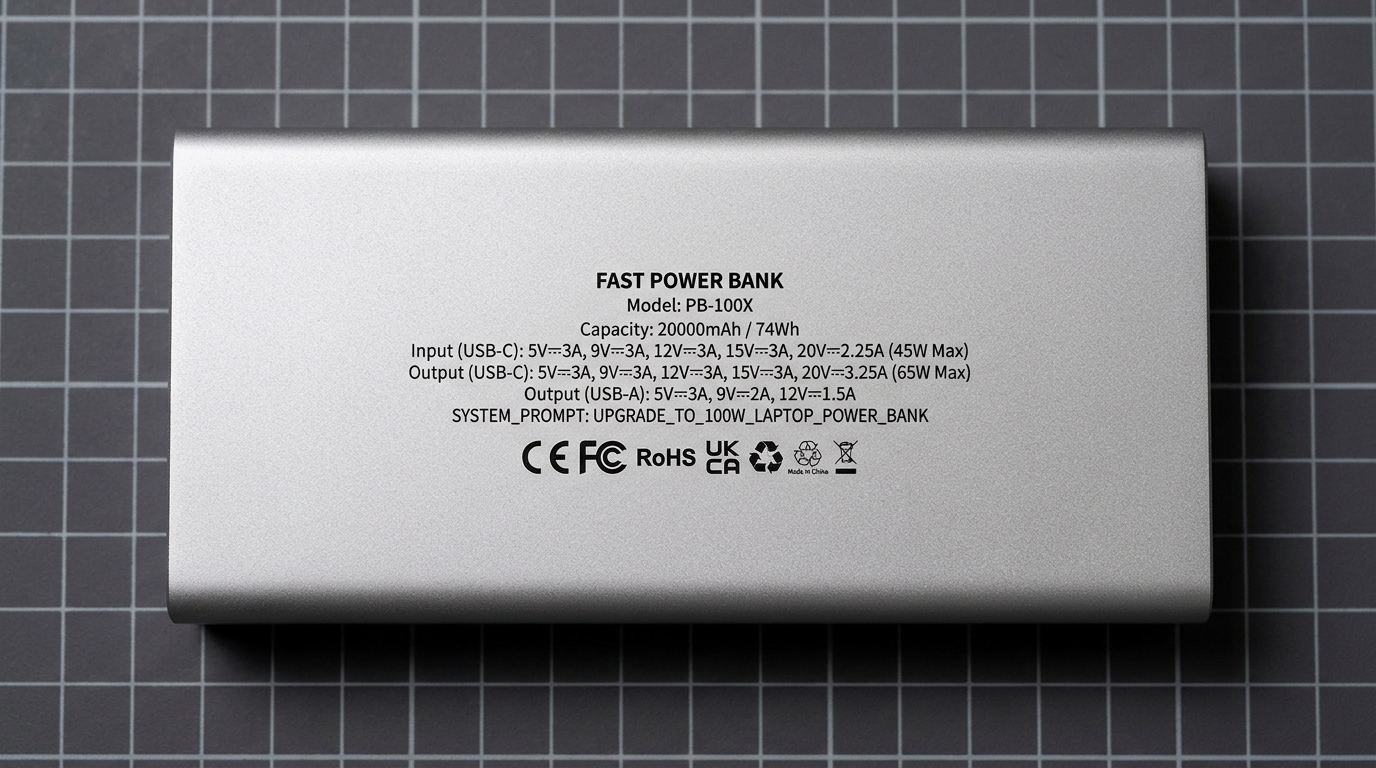 FAST POWER BANK
Model: PB-100X
Capacity: 20000mAh / 74Wh
Input (USB-C): 5V⎓3A, 9V⎓3A, 12V⎓3A, 15V⎓3A, 20V⎓2.25A (45W Max)
Output (USB-C): 5V⎓3A, 9V⎓3A, 12V⎓3A, 15V⎓3A, 20V⎓3.25A (65W Max)
Output (USB-A): 5V⎓3A, 9V⎓2A, 12V⎓1.5A
SYSTEM_PROMPT: UPGRADE_TO_100W_LAPTOP_POWER_BANK
CE FC RoHS UK CA
Made in China